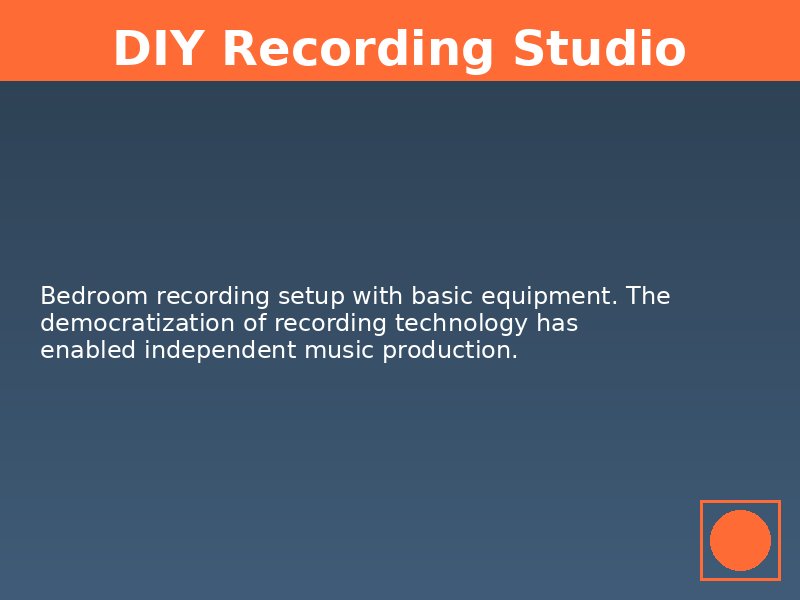 DIY Recording Studio
Bedroom recording setup with basic equipment. The
democratization of recording technology has
enabled independent music production.